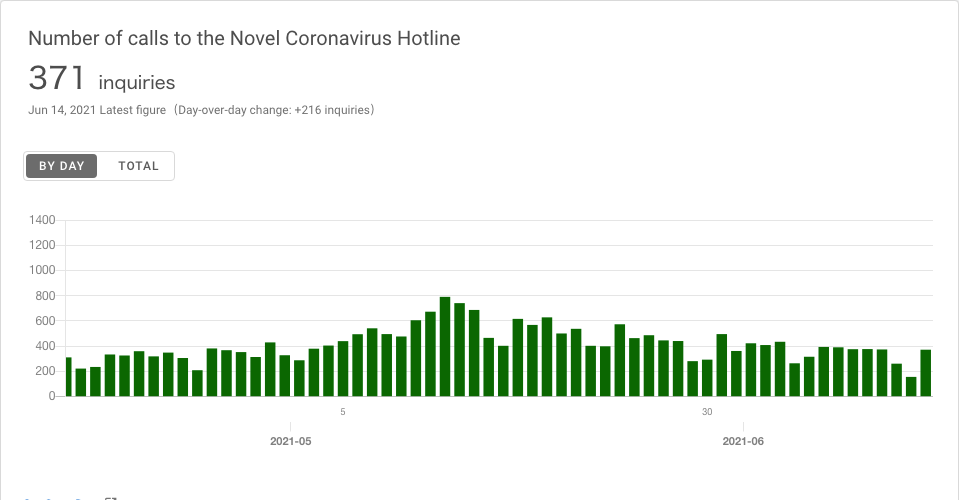 Number of calls to the Novel Coronavirus Hotline
371 inquiries
Jun 14, 2021 Latest figure（Day-over-day change: +216 inquiries）
BY DAY TOTAL
1400
1200
1000
800
600
400
200
0
5 30
2021-05 2021-06